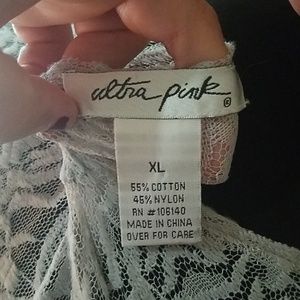 ultra pink ®
XL
55% COTTON
45% NYLON
RN #106140
MADE IN CHINA
OVER FOR CARE